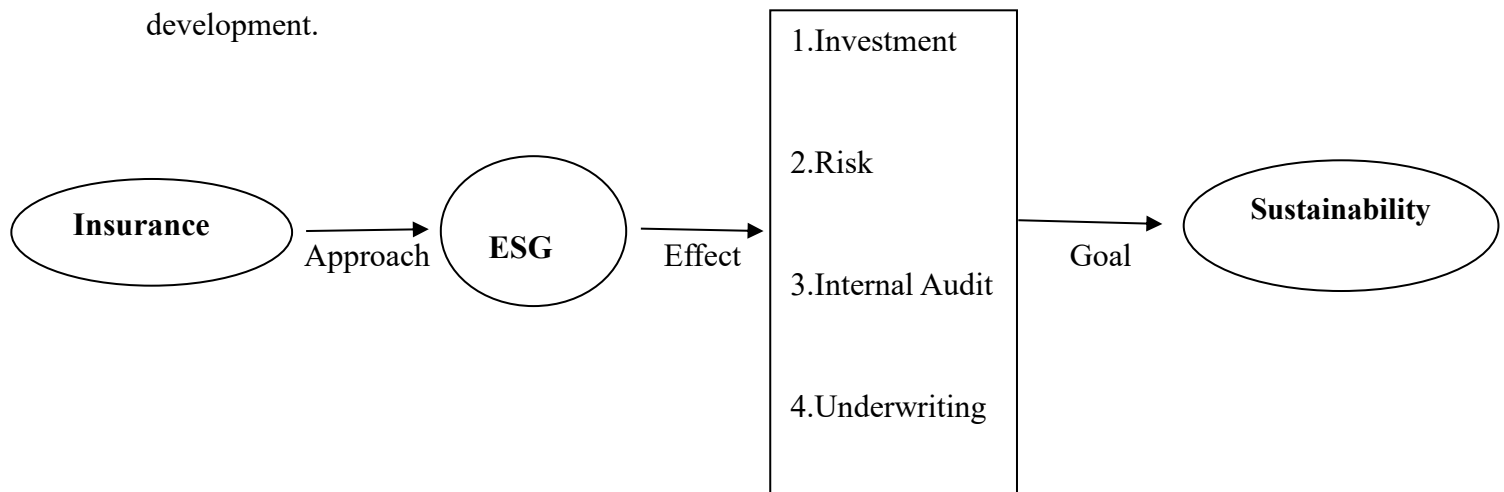 development.
Insurance
Approach
ESG
Effect
1.Investment
2.Risk
3.Internal Audit
4.Underwriting
Goal
Sustainability